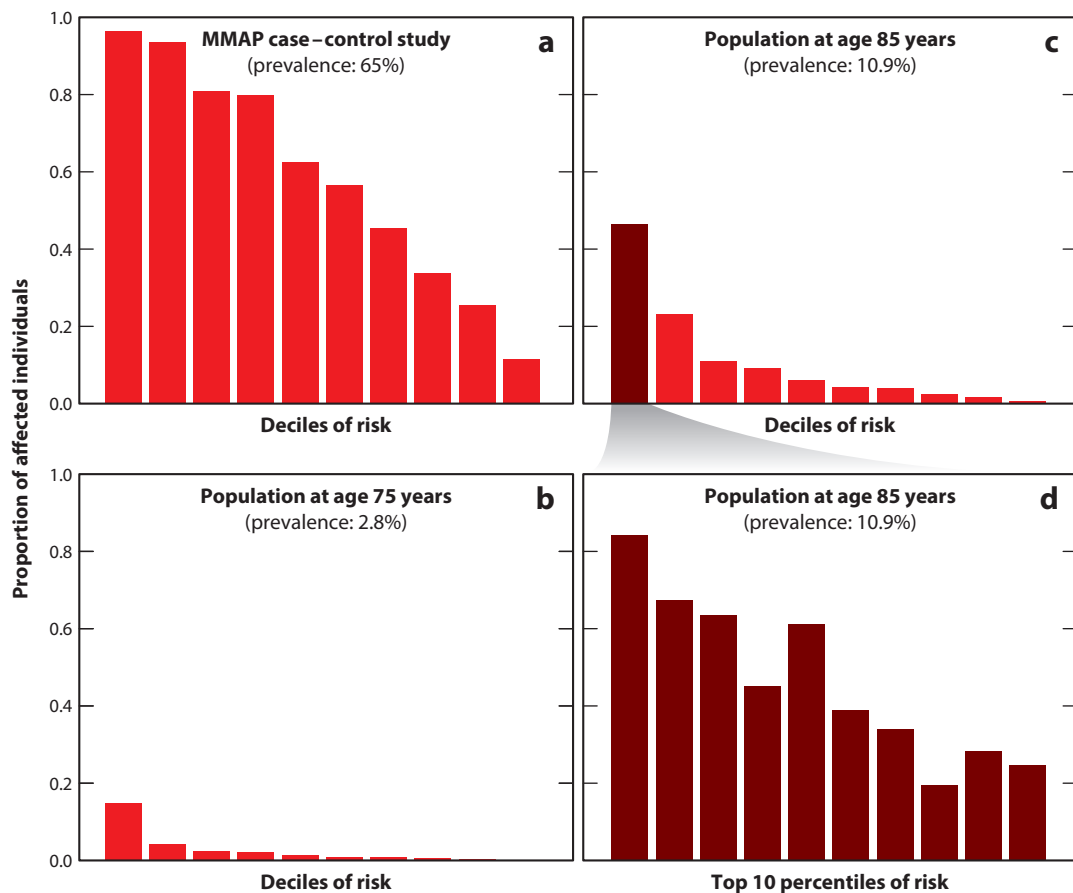 Proportion of affected individuals
MMAP case–control study
(prevalence: 65%)
a
1.0
0.8
0.6
0.4
0.2
0.0
Deciles of risk
Population at age 85 years
(prevalence: 10.9%)
c
Deciles of risk
Population at age 75 years
(prevalence: 2.8%)
b
1.0
0.8
0.6
0.4
0.2
0.0
Deciles of risk
Population at age 85 years
(prevalence: 10.9%)
d
Top 10 percentiles of risk